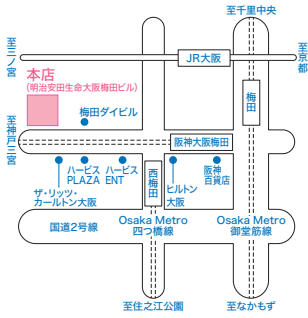 至千里中央
至三ノ宮
JR大阪
至京都
本店
(明治安田生命大阪梅田ビル)
梅田
梅田ダイビル
至神戸三宮
阪神大阪梅田
ハービス
PLAZA
ハービス
ENT
西梅田
ヒルトン
大阪
阪神
百貨店
ザ・リッツ・
カールトン大阪
国道2号線
Osaka Metro
四つ橋線
Osaka Metro
御堂筋線
至住之江公園
至なかもず